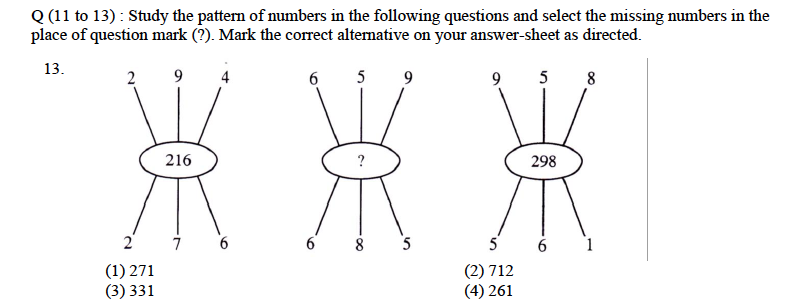 Q (11 to 13) : Study the pattern of numbers in the following questions and select the missing numbers in the
place of question mark (?). Mark the correct alternative on your answer-sheet as directed.
13.
2 9 4 6 5 9 9 5 8
216 ? 298
2 7 6 6 8 5 5 6 1
(1) 271 (2) 712
(3) 331 (4) 261